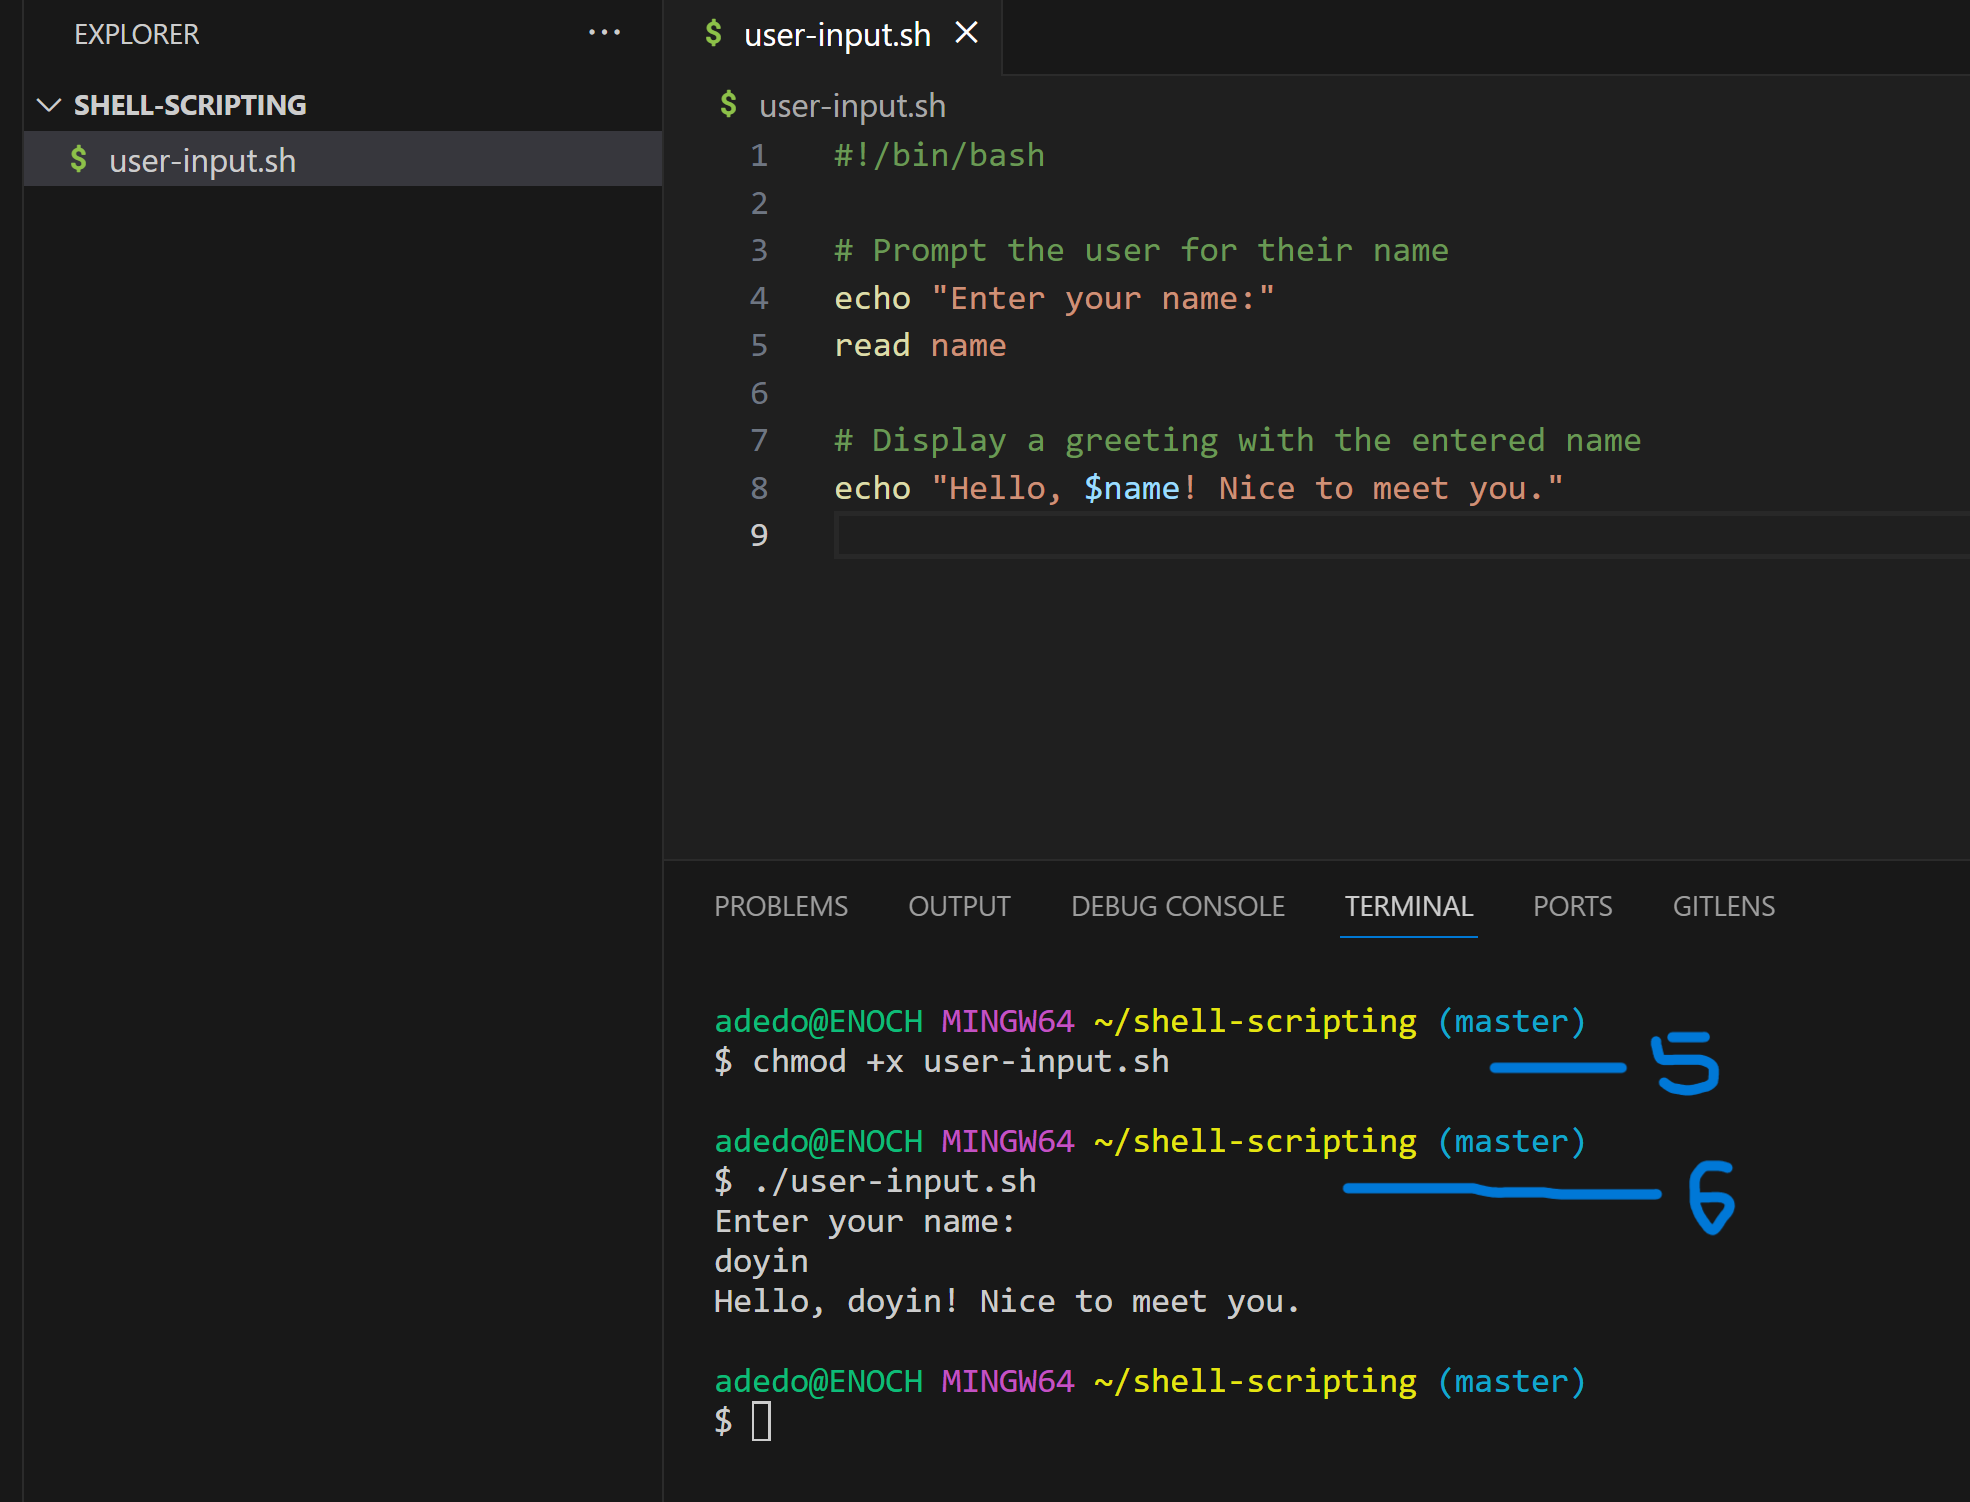 EXPLORER ···
SHELL-SCRIPTING
$ user-input.sh
$ user-input.sh ×
$ user-input.sh
1 #!/bin/bash
2
3 # Prompt the user for their name
4 echo "Enter your name:"
5 read name
6
7 # Display a greeting with the entered name
8 echo "Hello, $name! Nice to meet you."
9
PROBLEMS OUTPUT DEBUG CONSOLE TERMINAL PORTS GITLENS
adedo@ENOCH MINGW64 ~/shell-scripting (master)
$ chmod +x user-input.sh 5
adedo@ENOCH MINGW64 ~/shell-scripting (master)
$ ./user-input.sh 6
Enter your name:
doyin
Hello, doyin! Nice to meet you.
adedo@ENOCH MINGW64 ~/shell-scripting (master)
$